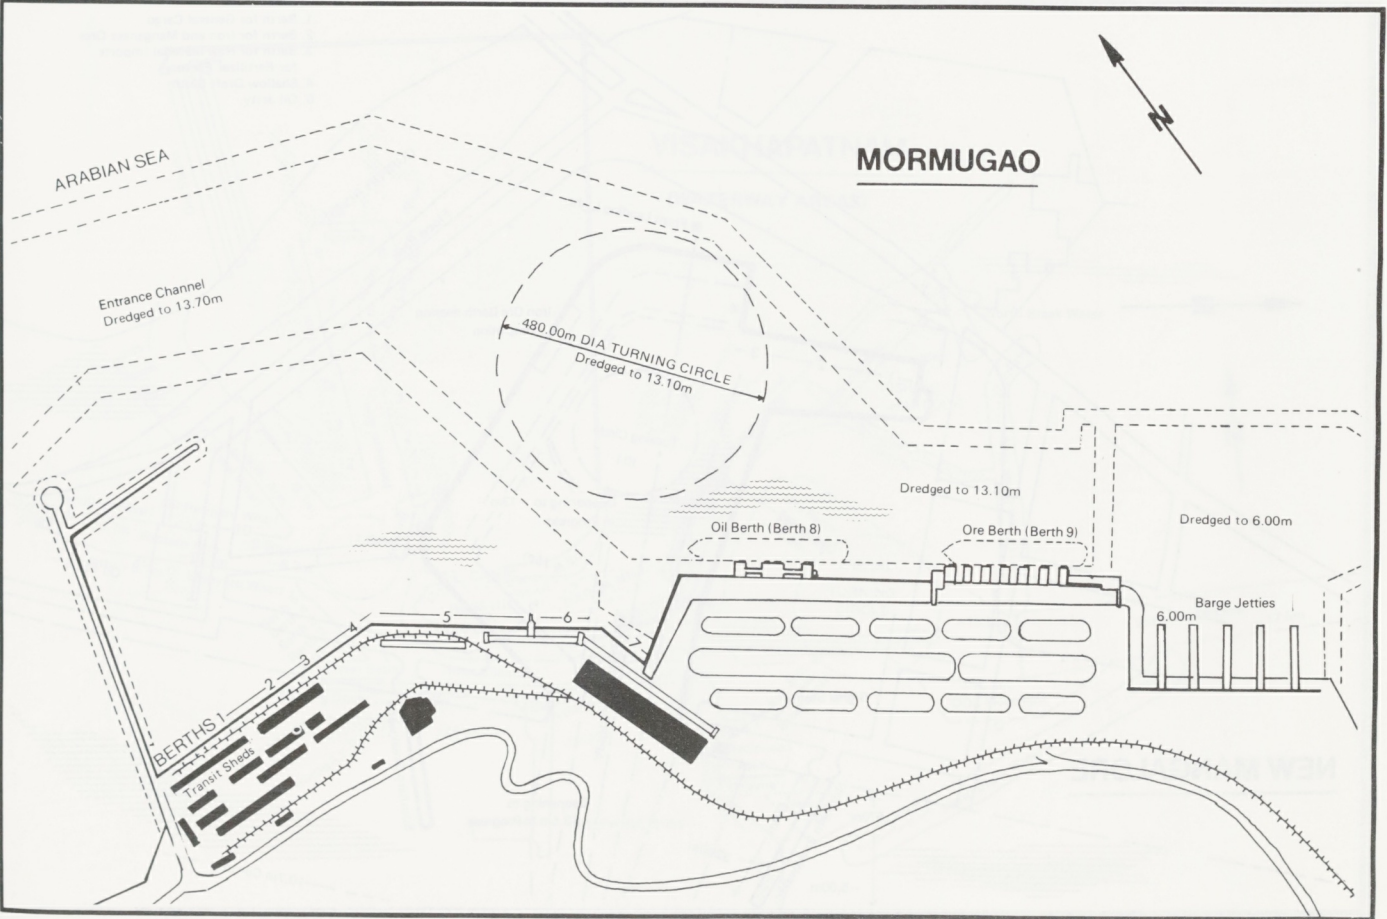 N
MORMUGAO
ARABIAN SEA
Entrance Channel
Dredged to 13.70m
480.00m DIA TURNING CIRCLE
Dredged to 13.10m
Dredged to 13.10m
Oil Berth (Berth 8)
Ore Berth (Berth 9)
Dredged to 6.00m
Barge Jetties
6.00m
BERTHS 1
2
3
4
5
6
7
Transit Sheds